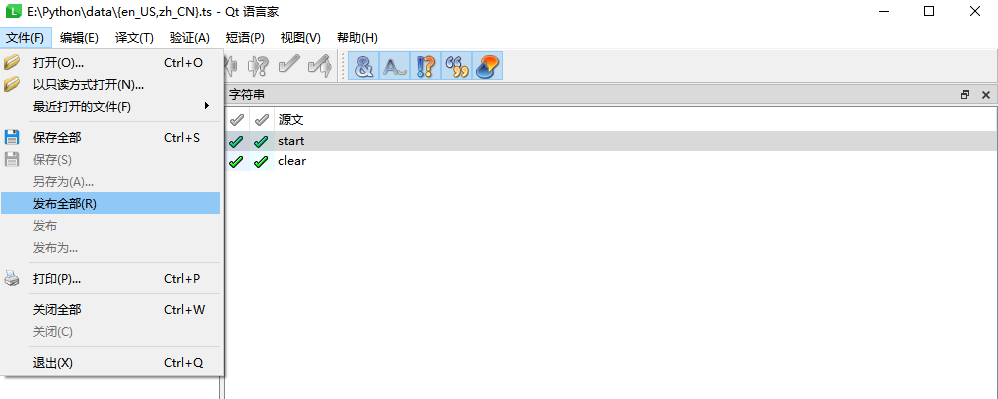 E:\Python\data\{en_US,zh_CN}.ts - Qt 语言家
文件(F) 编辑(E) 译文(T) 验证(A) 短语(P) 视图(V) 帮助(H)
打开(O)... Ctrl+O
以只读方式打开(N)...
最近打开的文件(F)
保存全部 Ctrl+S
保存(S)
另存为(A)...
发布全部(R)
发布
发布为...
打印(P)... Ctrl+P
关闭全部 Ctrl+W
关闭(C)
退出(X) Ctrl+Q
字符串
源文
start
clear